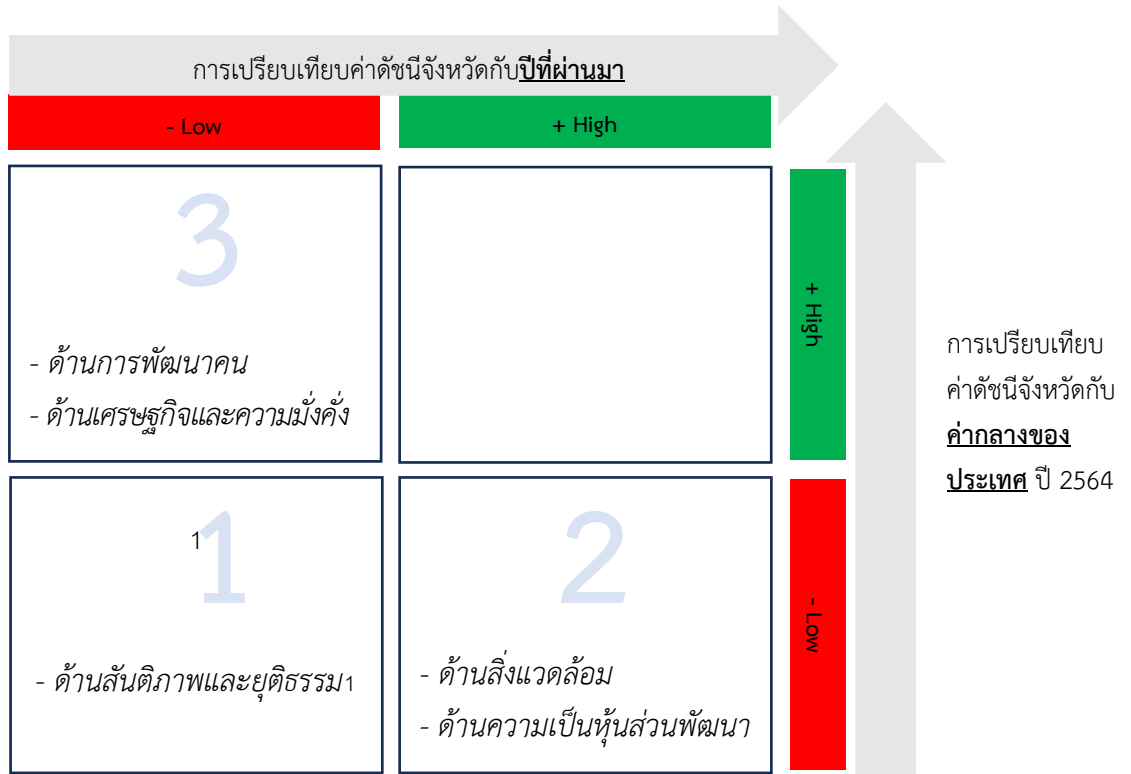 การเปรียบเทียบค่าดัชนีจังหวัดกับปีที่ผ่านมา
- Low
+ High
3
- ด้านการพัฒนาคน
- ด้านเศรษฐกิจและความมั่งคั่ง
+ High
การเปรียบเทียบ
ค่าดัชนีจังหวัดกับ
ค่ากลางของ
ประเทศ ปี 2564
1
1
- ด้านสันติภาพและยุติธรรม1
2
- ด้านสิ่งแวดล้อม
- ด้านความเป็นหุ้นส่วนพัฒนา
- Low